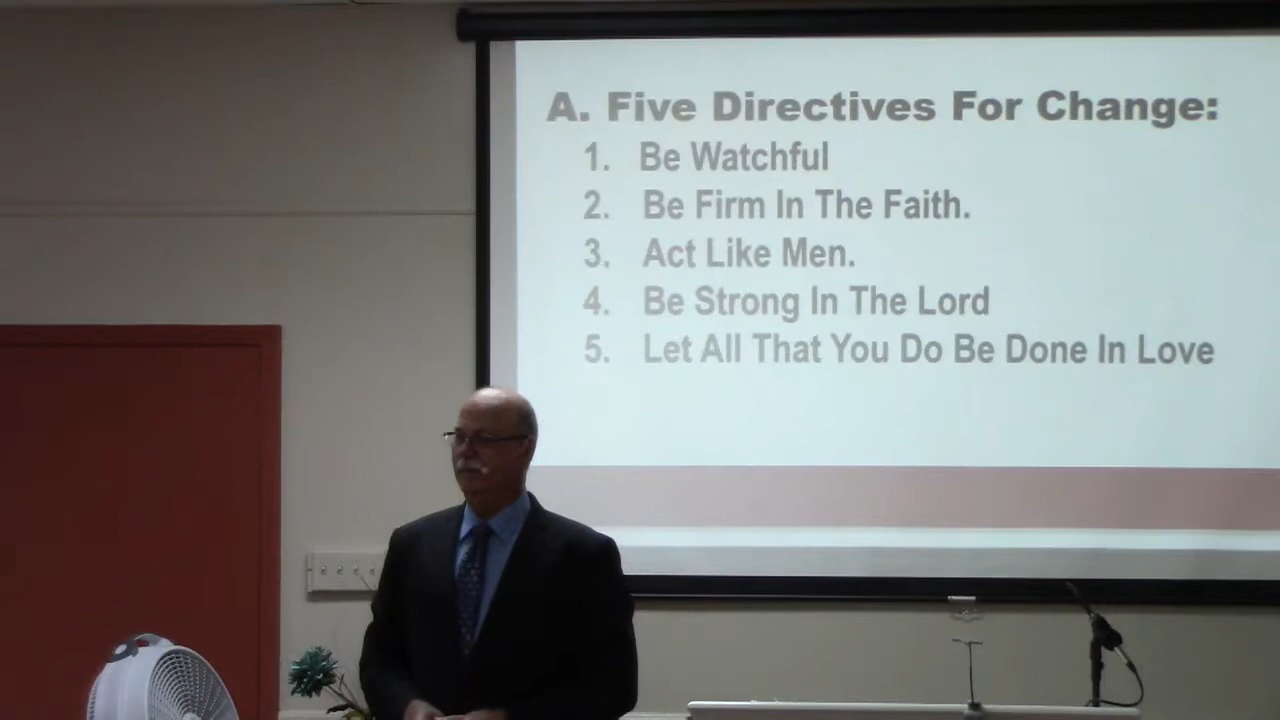 A. Five Directives For Change:
1. Be Watchful
2. Be Firm In The Faith.
3. Act Like Men.
4. Be Strong In The Lord
5. Let All That You Do Be Done In Love